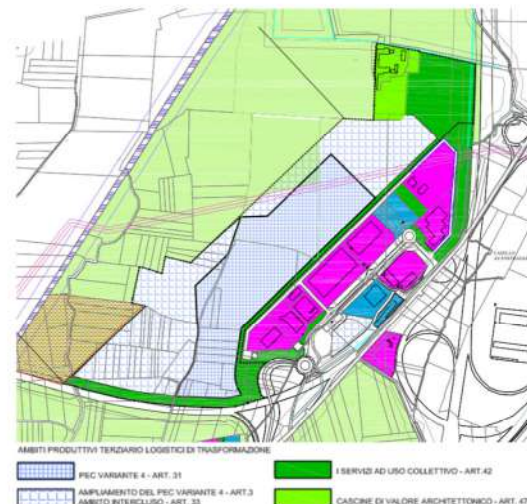 AMBITI PRODUTTIVI TERZIARIO LOGISTICI DI TRASFORMAZIONE
PEC VARIANTE 4 - ART. 31
I SERVIZI AD USO COLLETTIVO - ART.42
AMPLIAMENTO DEL PEC VARIANTE 4 - ART.3
AMBITO INTERCLUSO - ART. 33
CASCINE DI VALORE ARCHITETTONICO - ART. 47